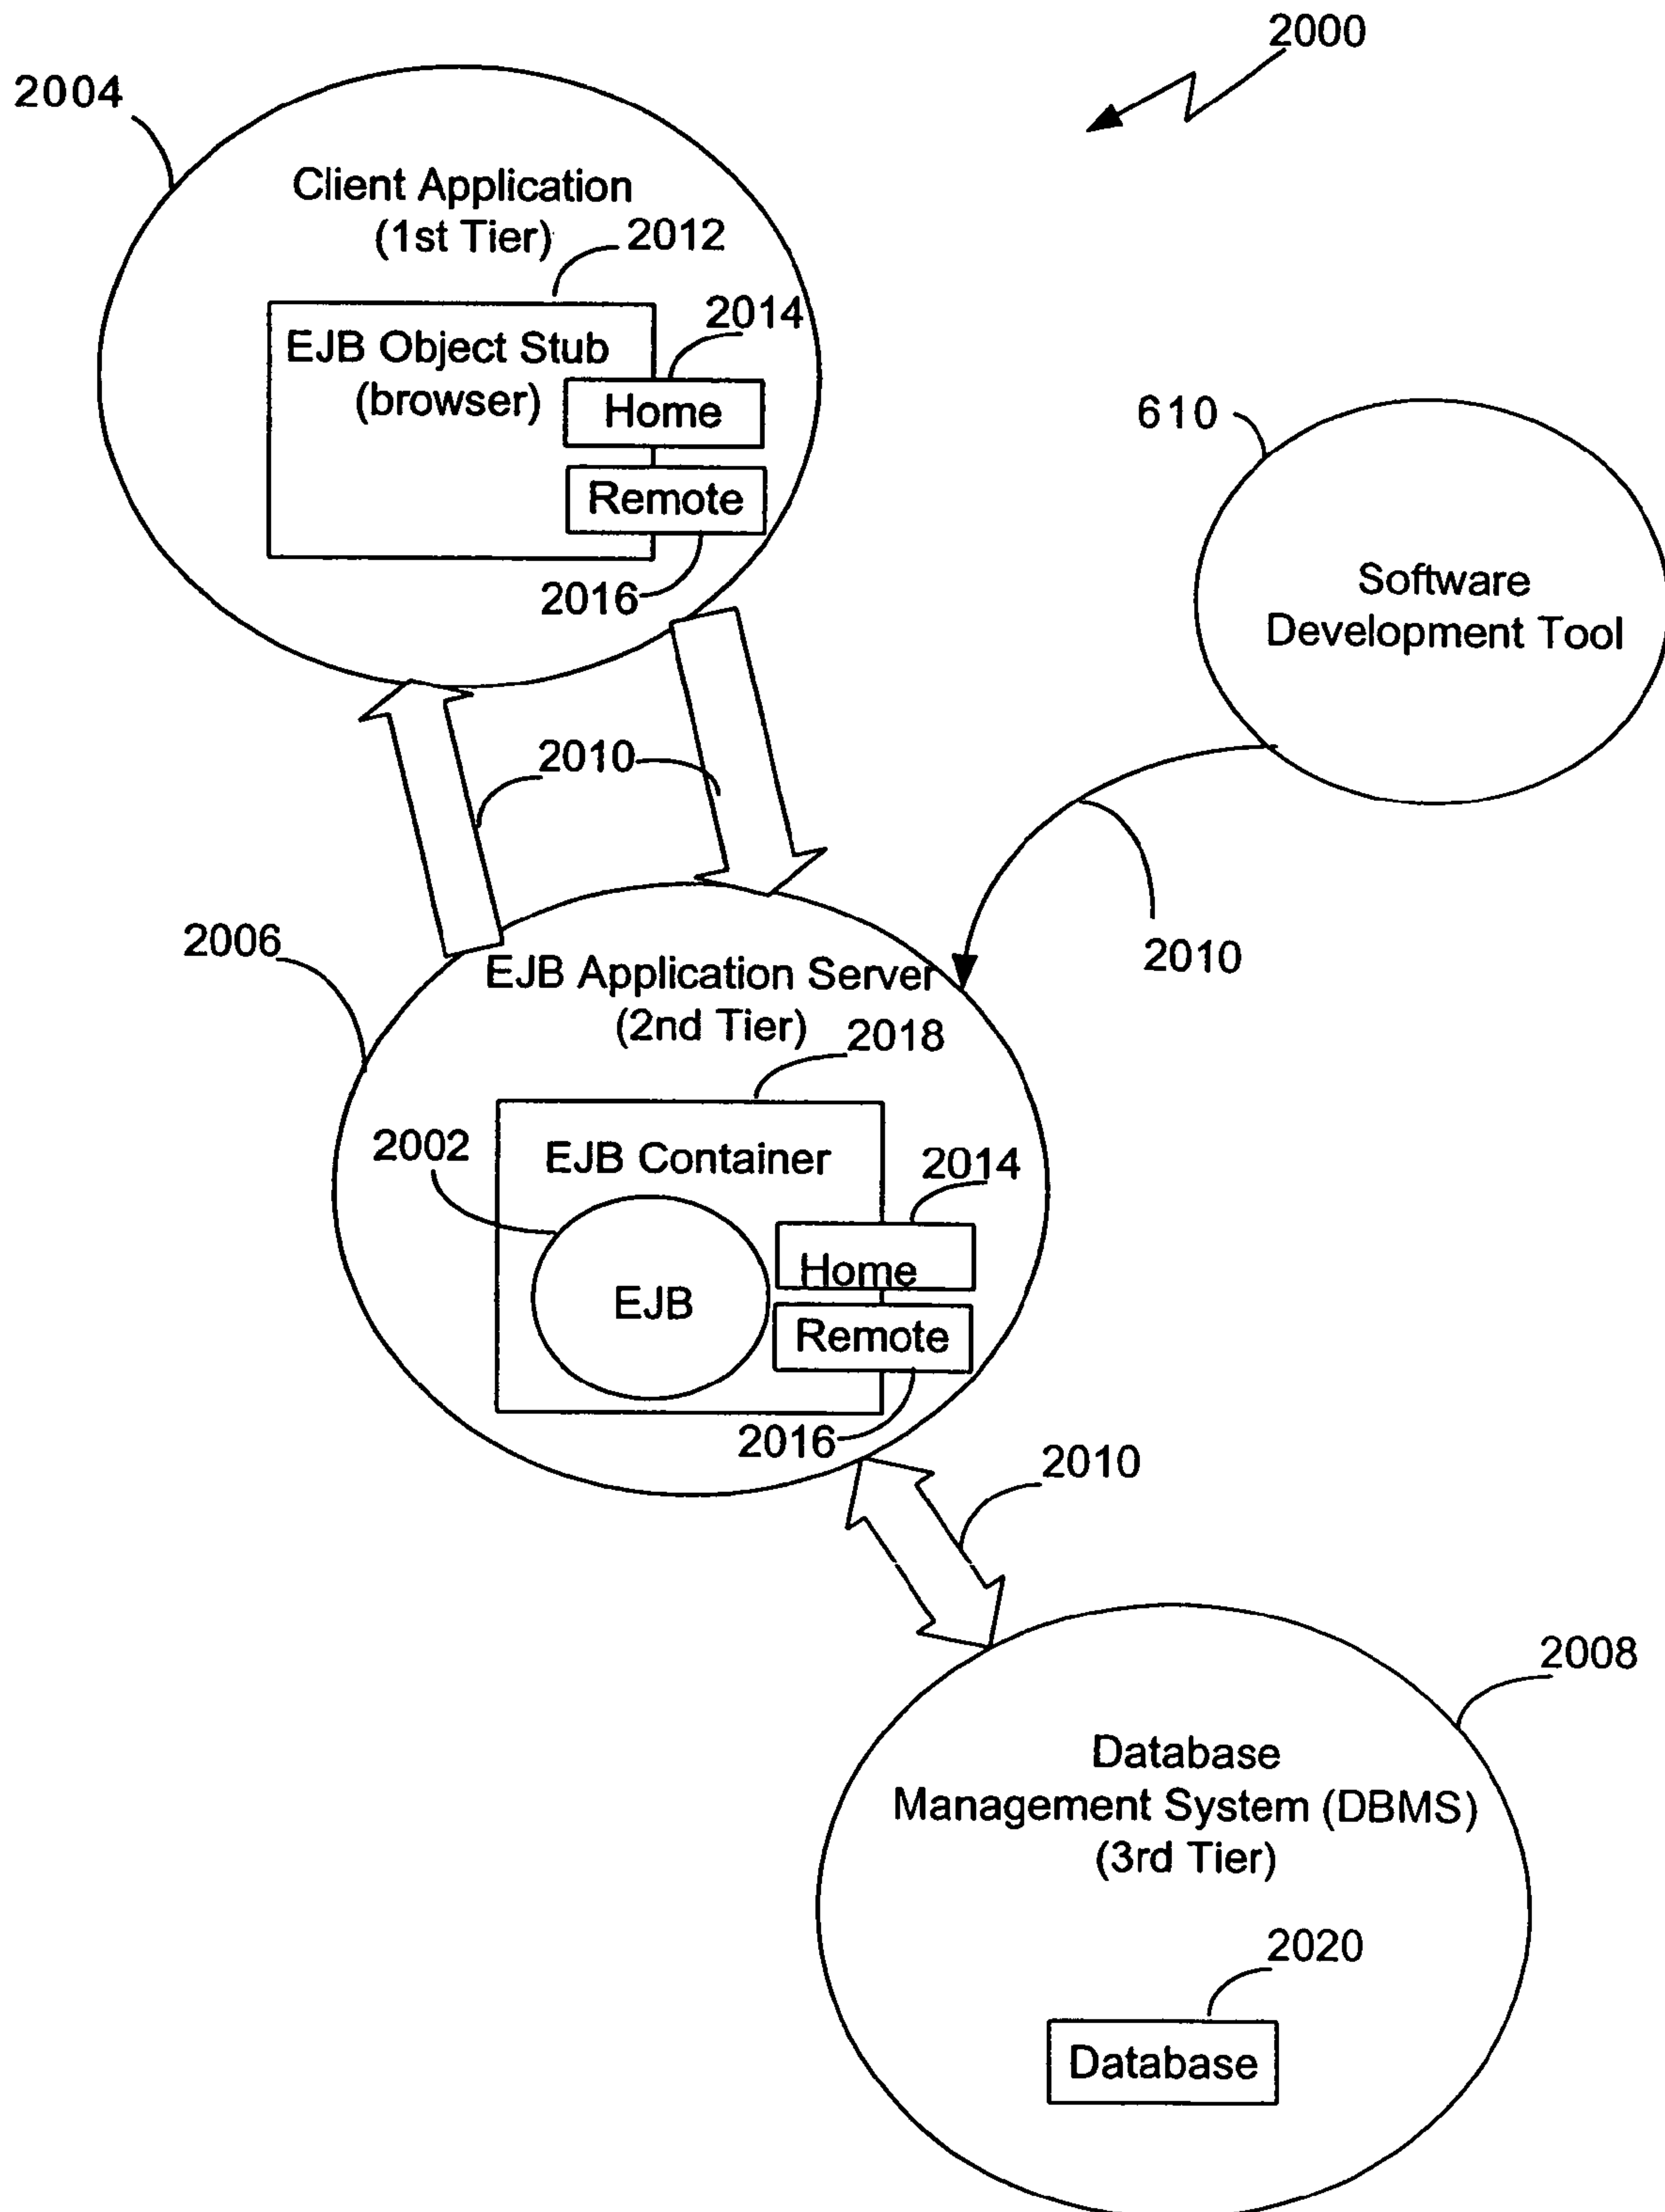 2000
2004
Client Application
(1st Tier)
2012
2014
EJB Object Stub
(browser)
Home
Remote
2016
610
Software
Development Tool
2010
2010
2006
EJB Application Server
(2nd Tier)
2018
2002
EJB Container
2014
Home
EJB
Remote
2016
2010
2008
Database
Management System (DBMS)
(3rd Tier)
2020
Database